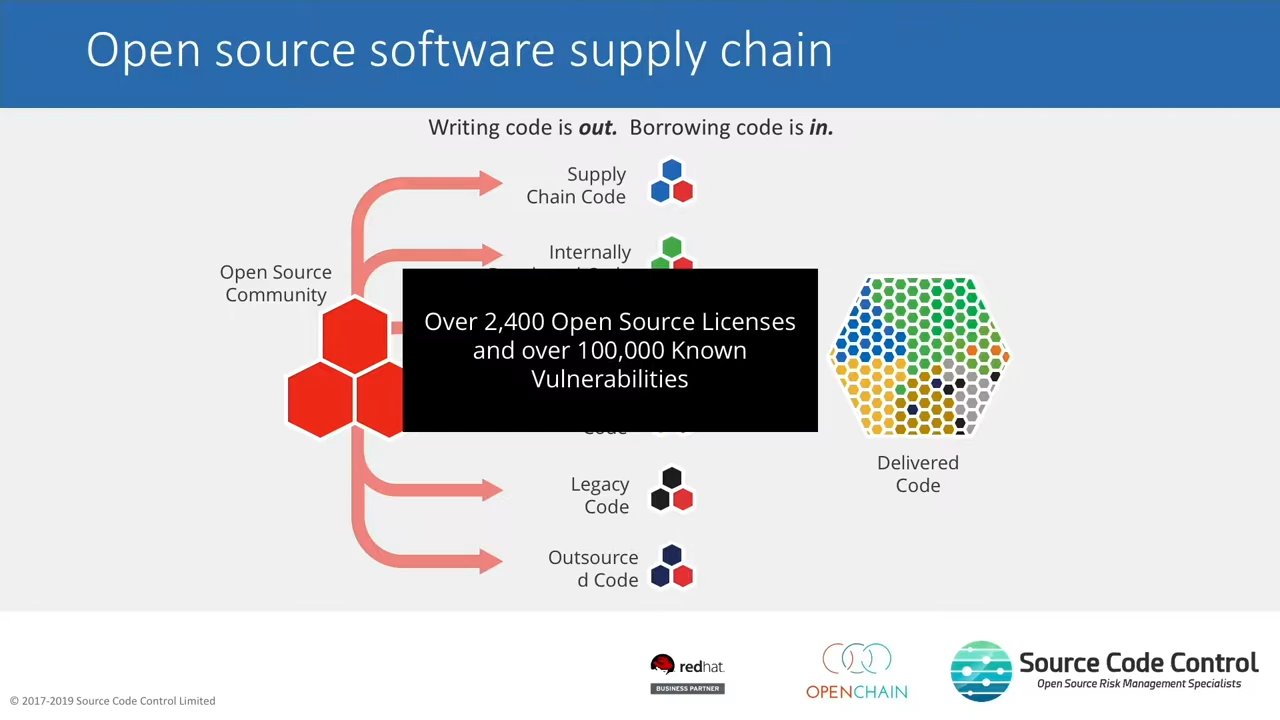 Open source software supply chain
Writing code is out. Borrowing code is in.
Supply
Chain Code
Internally
Open Source
Community
Over 2,400 Open Source Licenses
and over 100,000 Known
Vulnerabilities
Code
Legacy
Code
Delivered
Code
Outsource
d Code
redhat.
BUSINESS PARTNER
OPENCHAIN
Source Code Control
Open Source Risk Management Specialists
© 2017-2019 Source Code Control Limited